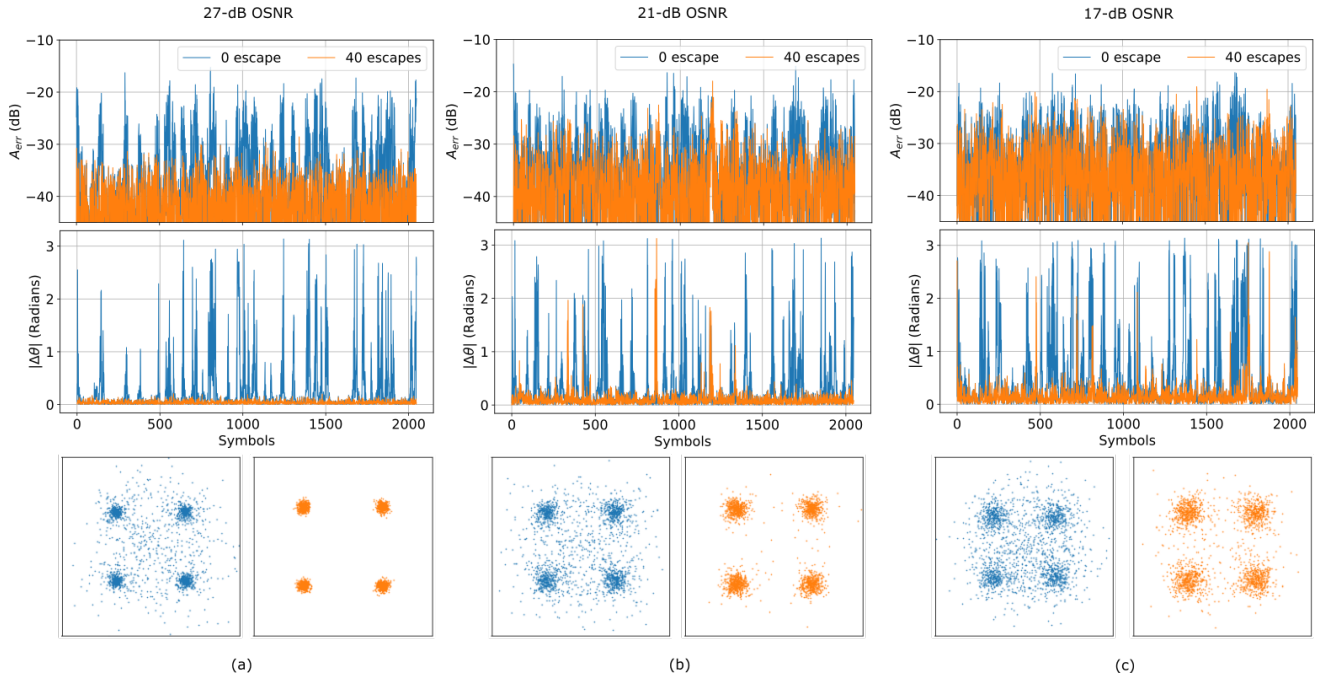 27-dB OSNR
−10
−20
−30
−40
A_err (dB)
0 escape
40 escapes
3
2
1
0
|Δθ| (Radians)
0
500
1000
1500
2000
Symbols
(a)
21-dB OSNR
−10
−20
−30
−40
A_err (dB)
0 escape
40 escapes
3
2
1
0
|Δθ| (Radians)
0
500
1000
1500
2000
Symbols
(b)
17-dB OSNR
−10
−20
−30
−40
A_err (dB)
0 escape
40 escapes
3
2
1
0
|Δθ| (Radians)
0
500
1000
1500
2000
Symbols
(c)